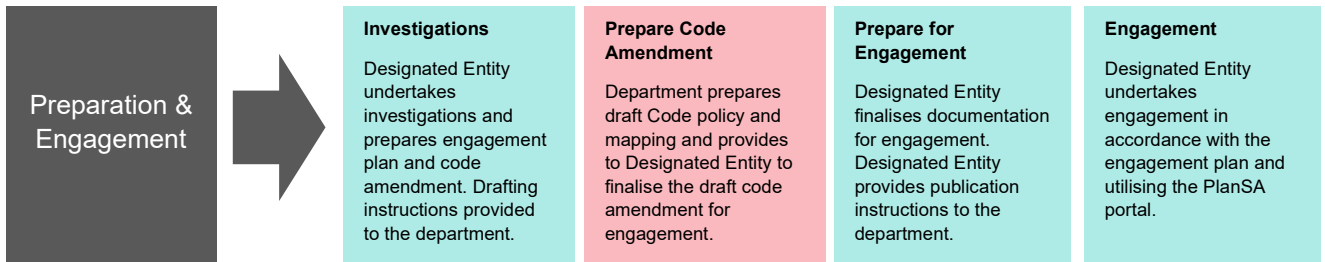 Preparation &
Engagement
Investigations
Designated Entity
undertakes
investigations and
prepares engagement
plan and code
amendment. Drafting
instructions provided
to the department.
Prepare Code
Amendment
Department prepares
draft Code policy and
mapping and provides
to Designated Entity to
finalise the draft code
amendment for
engagement.
Prepare for
Engagement
Designated Entity
finalises documentation
for engagement.
Designated Entity
provides publication
instructions to the
department.
Engagement
Designated Entity
undertakes
engagement in
accordance with the
engagement plan and
utilising the PlanSA
portal.